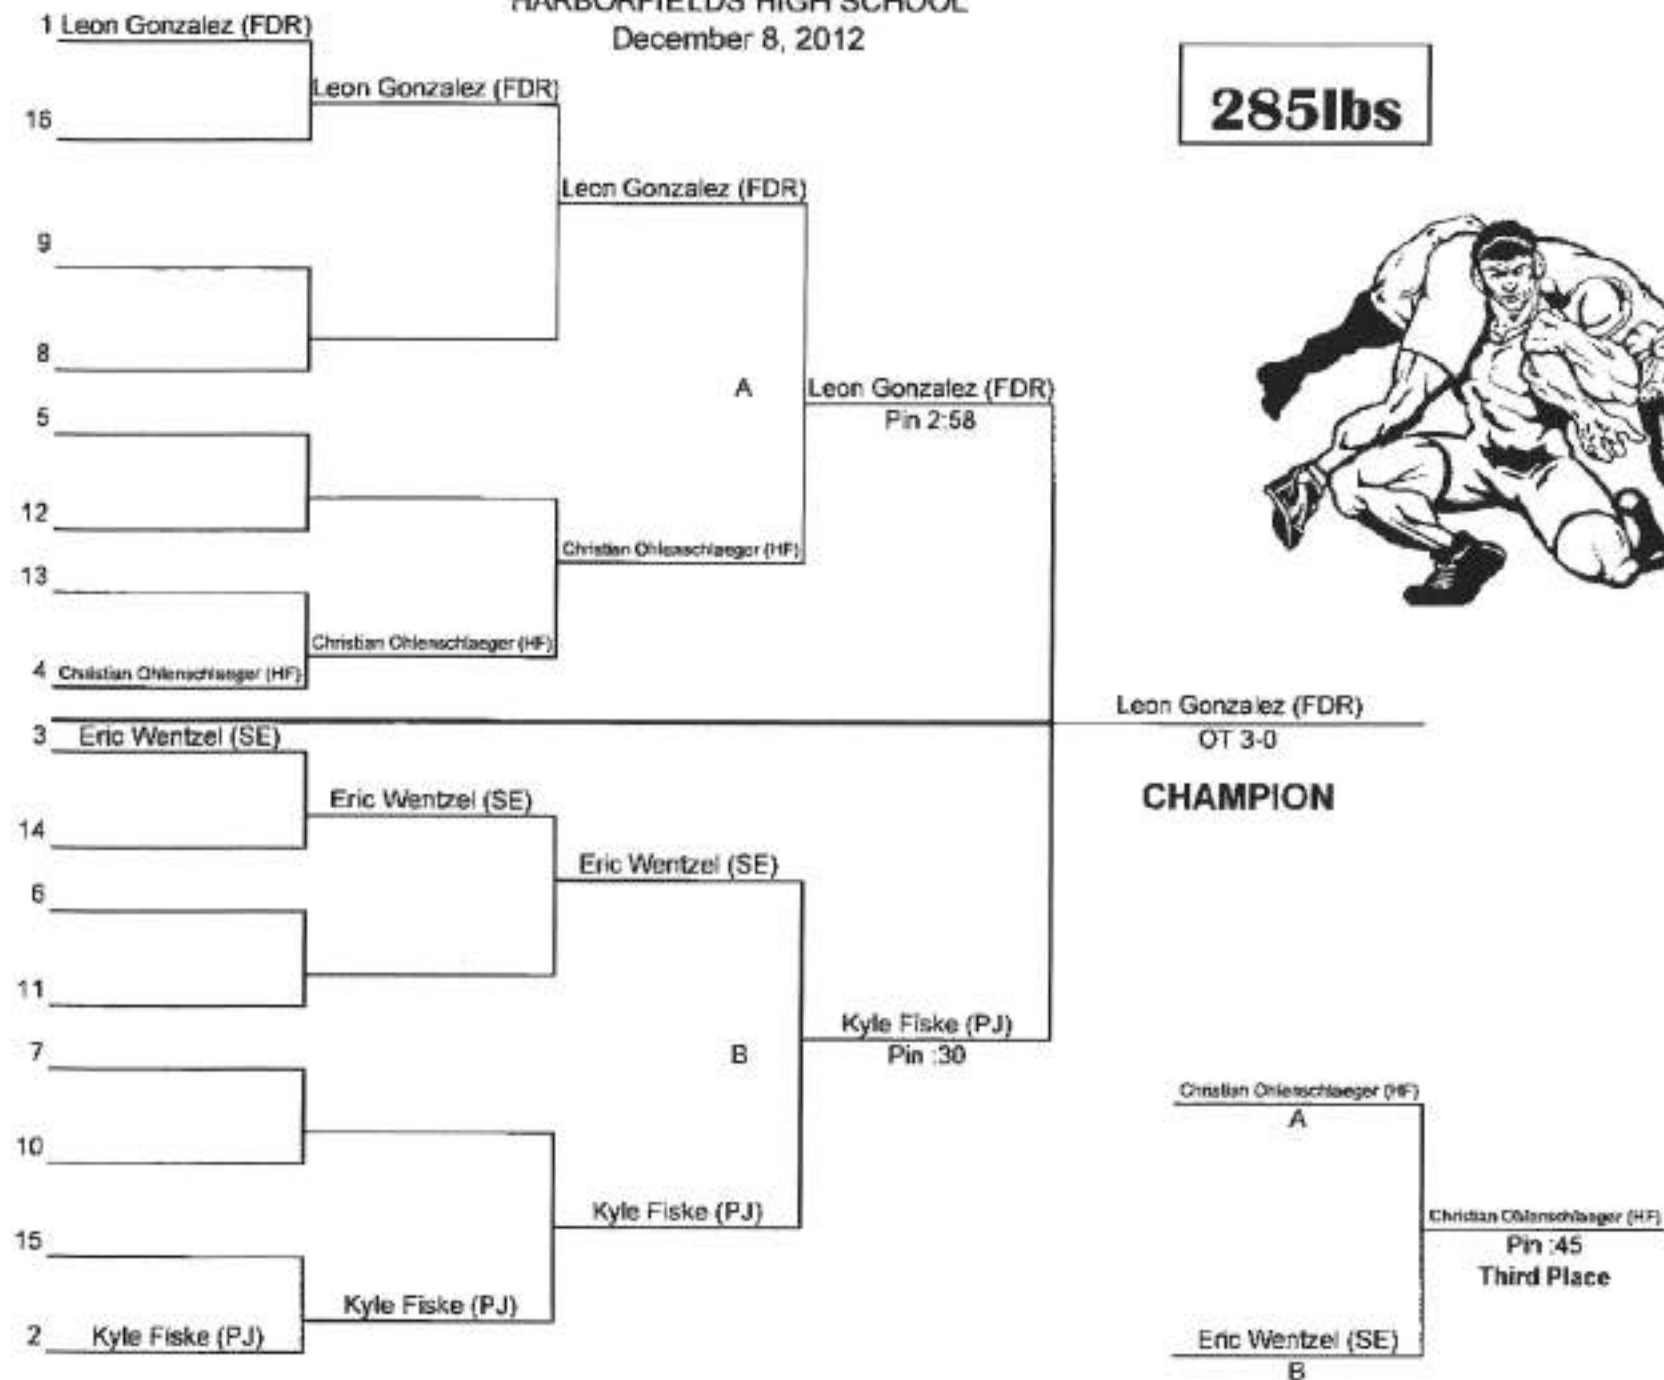 HARBORFIELDS HIGH SCHOOL
December 8, 2012
285lbs
1 Leon Gonzalez (FDR)
Leon Gonzalez (FDR)
16
Leon Gonzalez (FDR)
9
8
A
Leon Gonzalez (FDR)
Pin 2:58
5
12
Christian Ohlenschlaeger (HF)
13
Christian Ohlenschlaeger (HF)
4 Christian Ohlenschlaeger (HF)
Leon Gonzalez (FDR)
OT 3-0
CHAMPION
3 Eric Wentzel (SE)
Eric Wentzel (SE)
14
Eric Wentzel (SE)
6
11
Kyle Fiske (PJ)
Pin :30
7
B
10
Kyle Fiske (PJ)
15
Kyle Fiske (PJ)
2 Kyle Fiske (PJ)
Christian Ohlenschlaeger (HF)
A
Christian Ohlenschlaeger (HF)
Pin :45
Third Place
Eric Wentzel (SE)
B